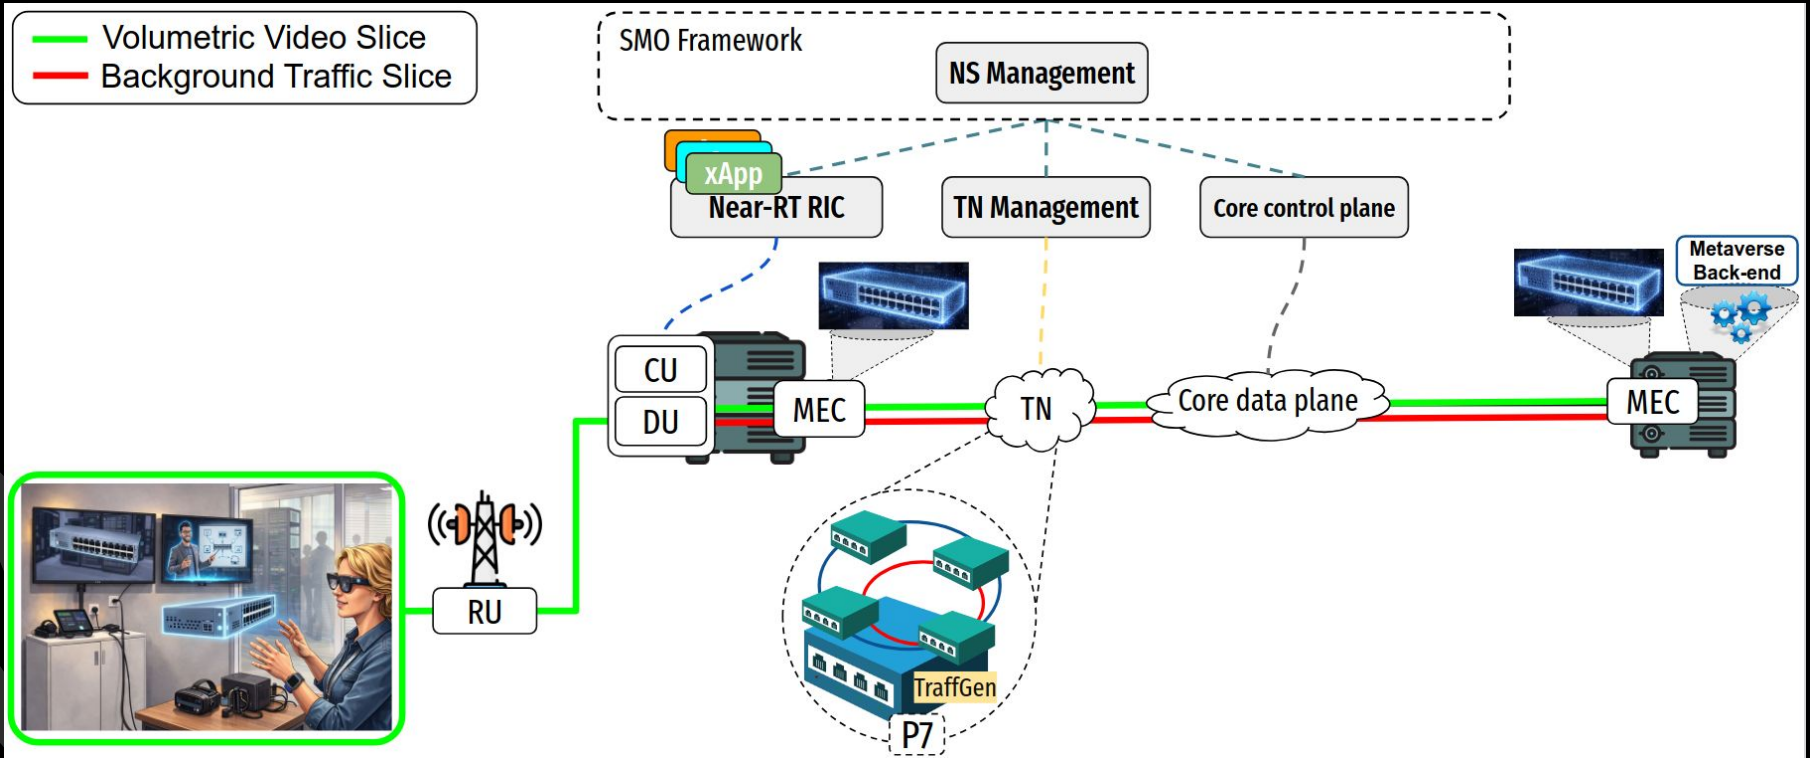 Volumetric Video Slice
Background Traffic Slice
SMO Framework
NS Management
xApp
Near-RT RIC
TN Management
Core control plane
Metaverse
Back-end
CU
DU
MEC
TN
Core data plane
MEC
RU
TraffGen
P7